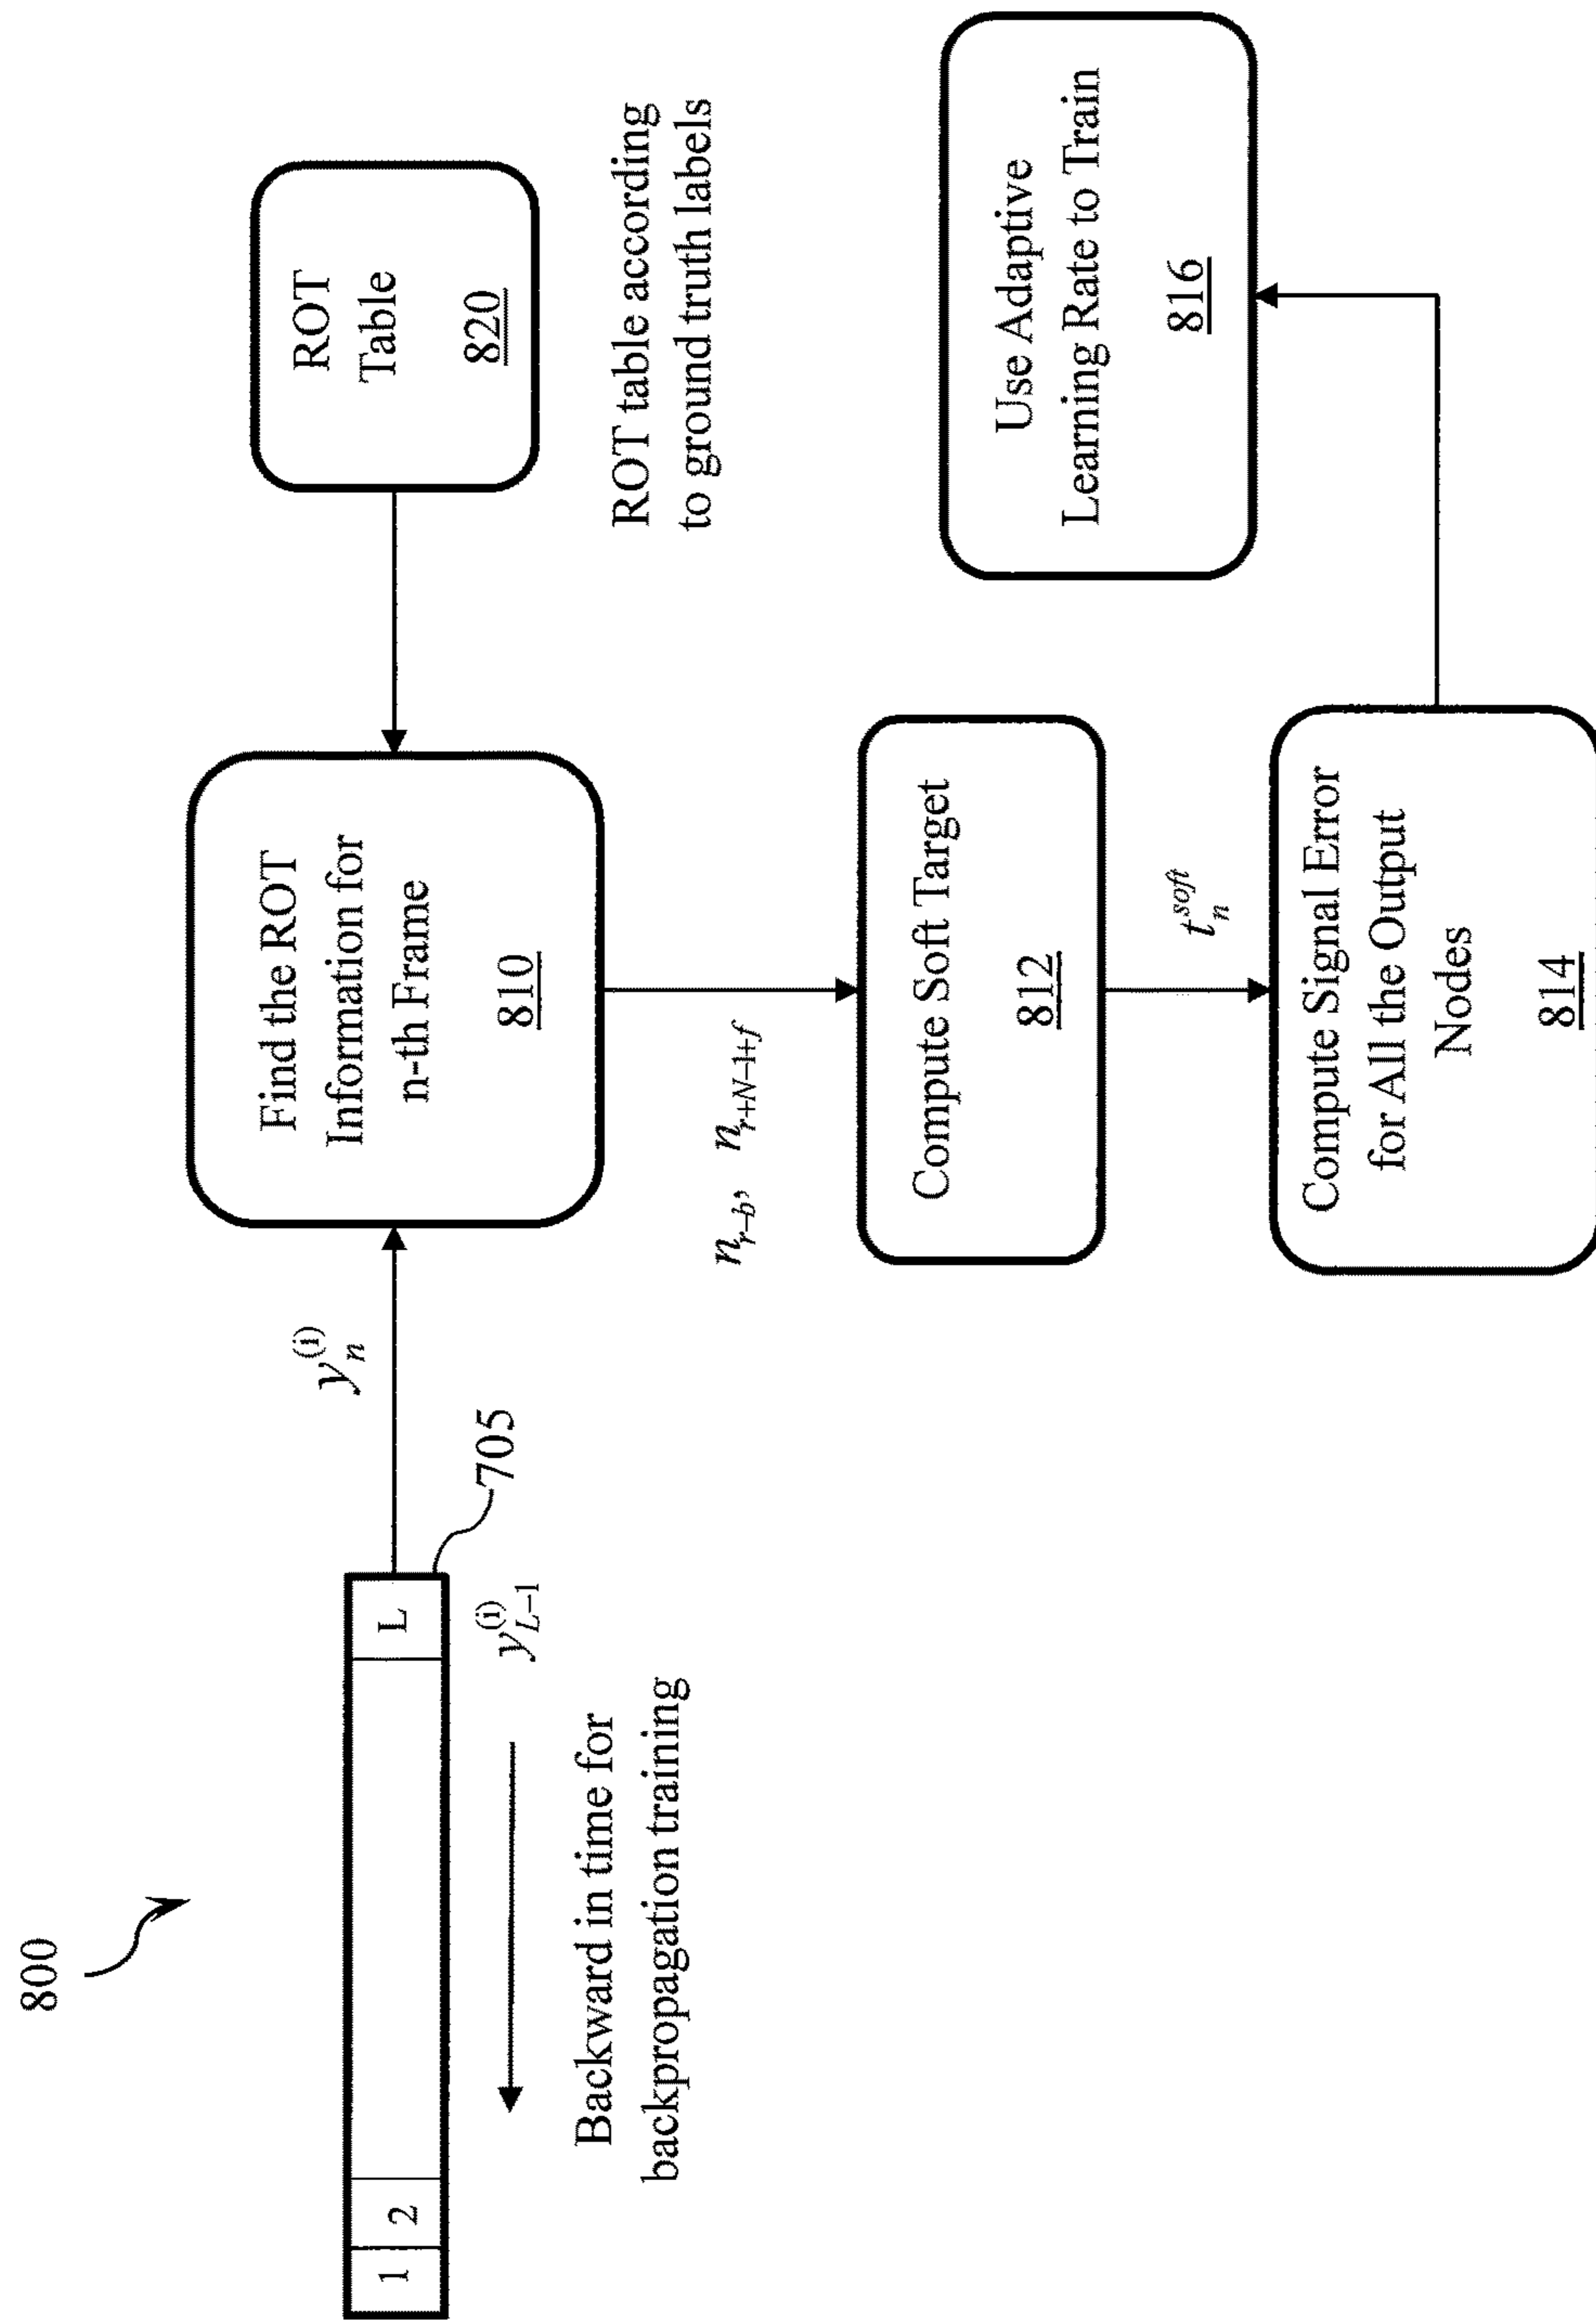 800
1
2
L
705
y_n^{(i)}
y_{L-1}^{(i)}
Backward in time for
backpropagation training
Find the ROT
Information for
n-th Frame
810
ROT
Table
820
ROT table according
to ground truth labels
n_{r-b}, n_{r+N-1+f}
Compute Soft Target
812
t_n^{soft}
Compute Signal Error
for All the Output
Nodes
814
Use Adaptive
Learning Rate to Train
816